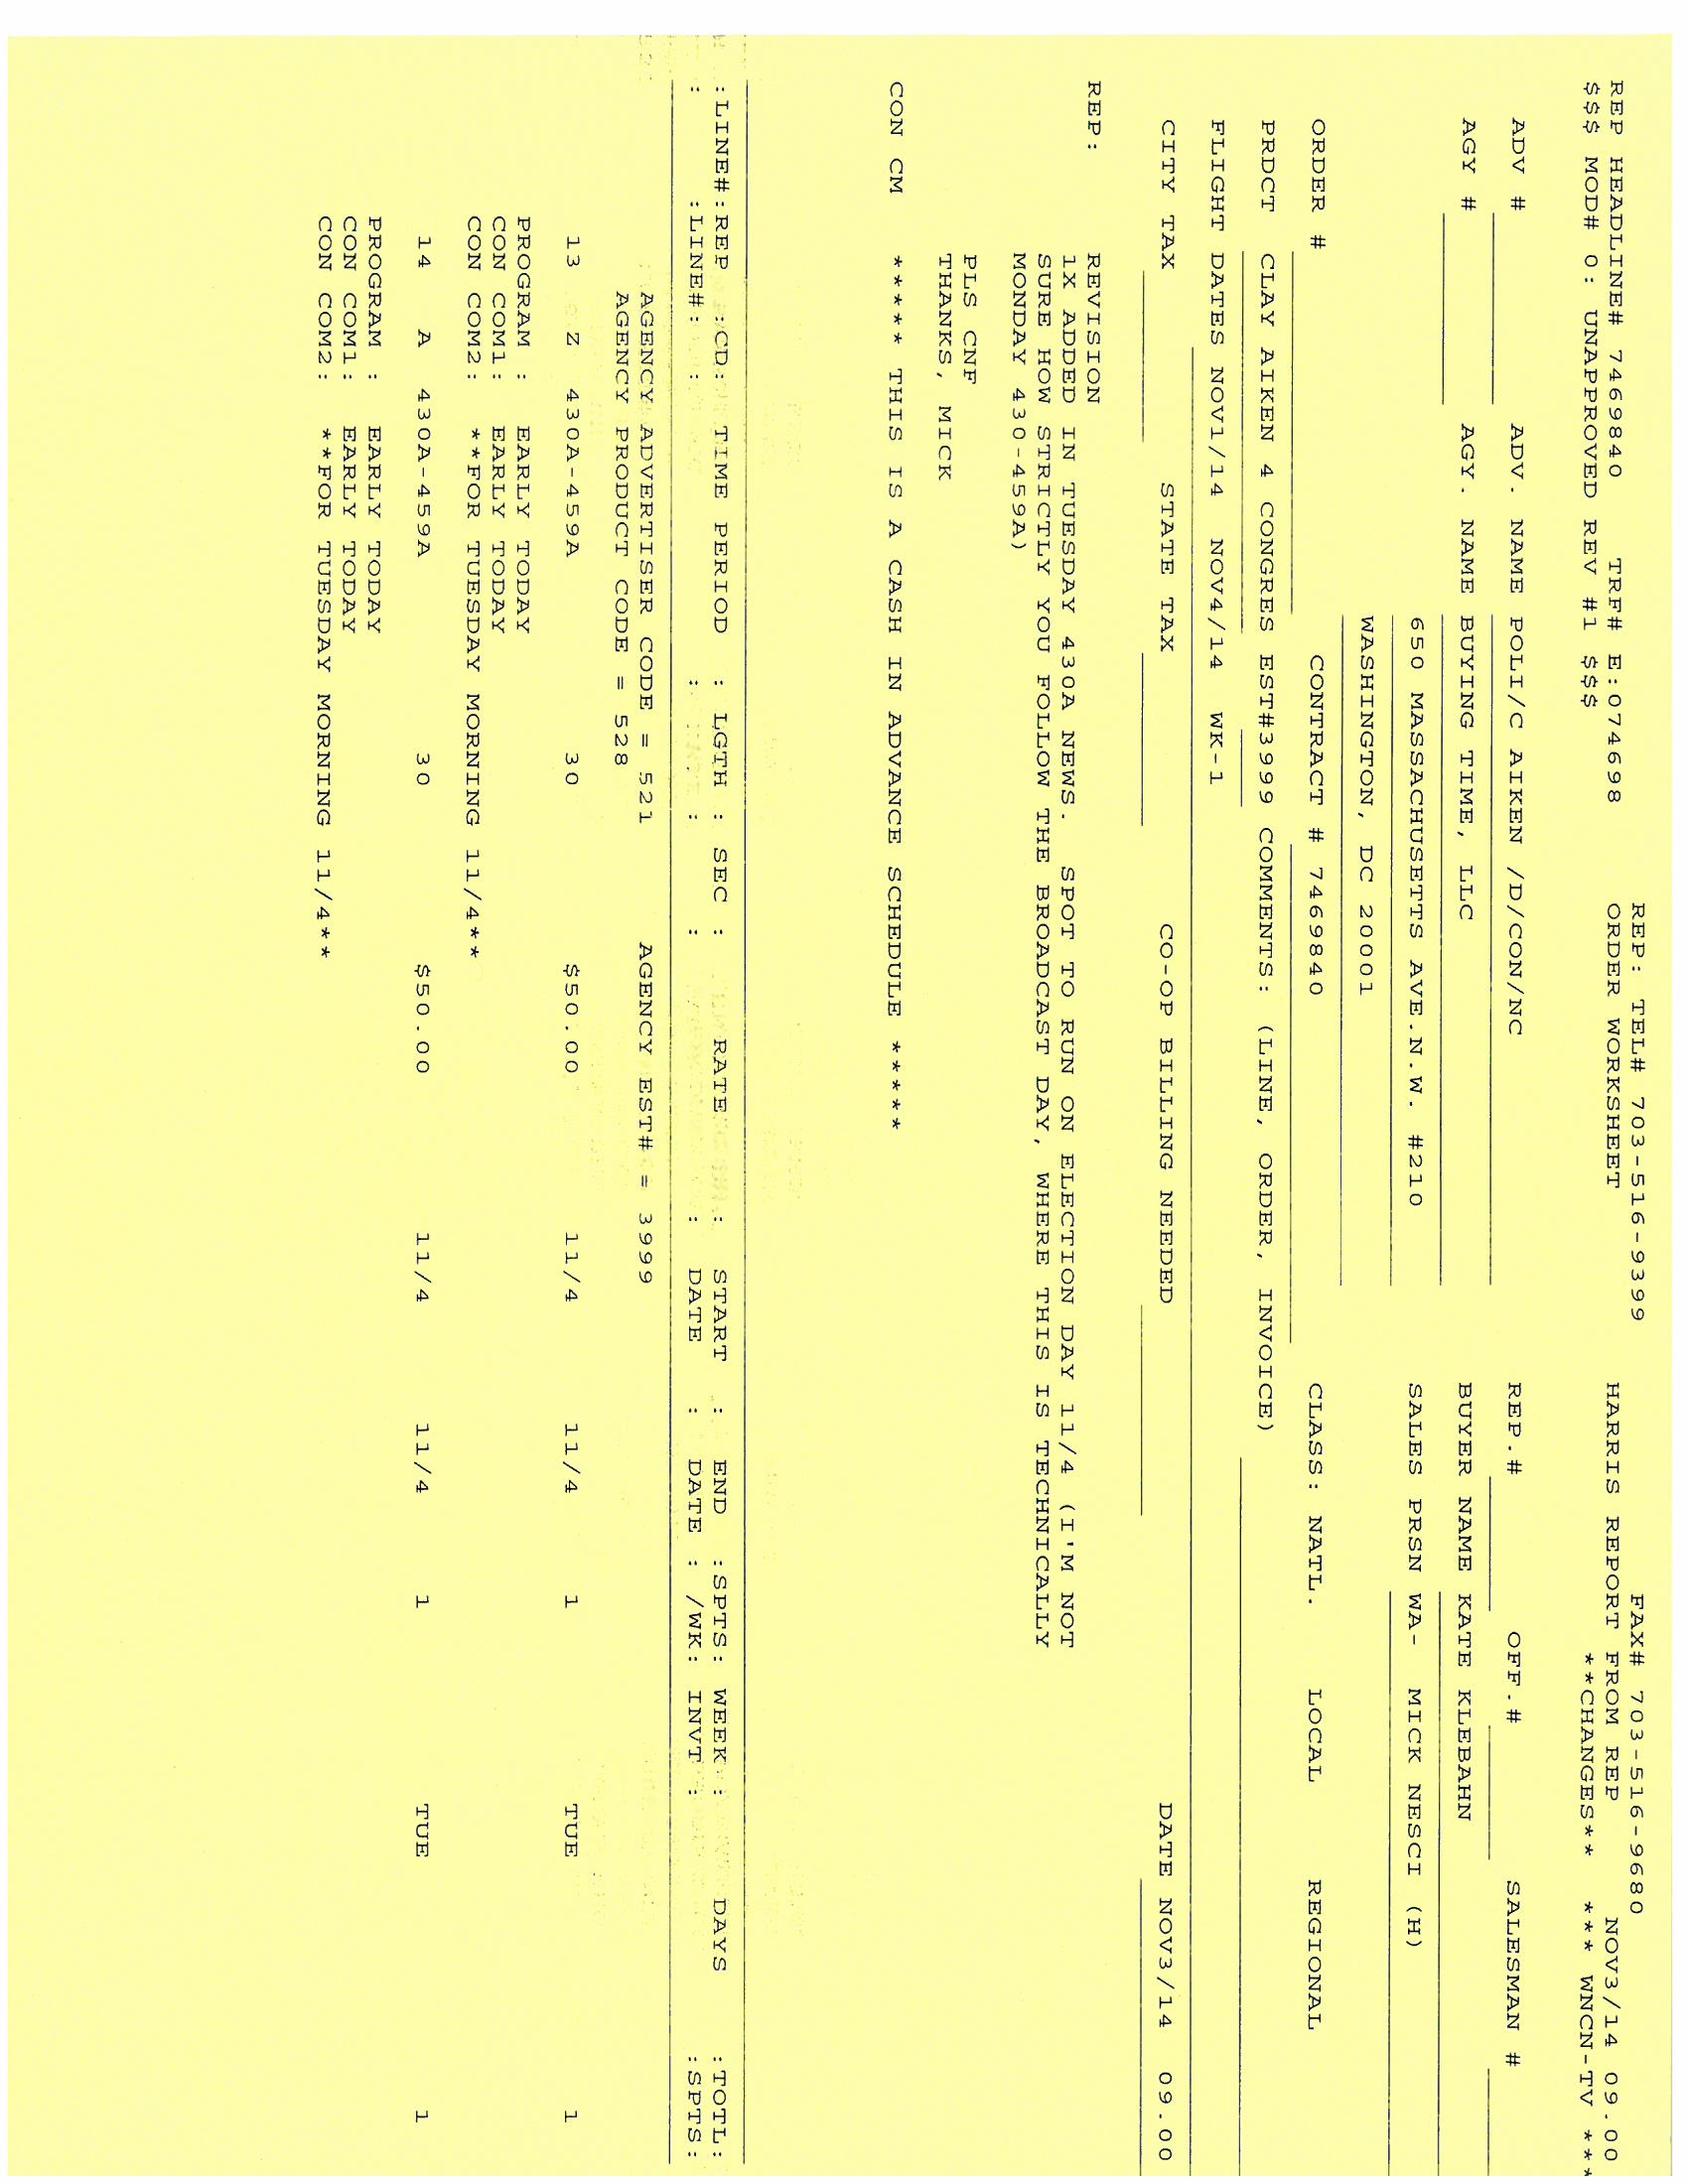 REP: TEL# 703-516-9399 FAX# 703-516-9680
REP HEADLINE# 7469840 TRF# E:074698 ORDER WORKSHEET HARRIS REPORT FROM REP NOV3/14 09.00
$$$ MOD# 0: UNAPPROVED REV #1 $$$ **CHANGES** *** WNCN-TV ***
ADV # ADV. NAME POLI/C AIKEN /D/CON/NC REP.# OFF.# SALESMAN #
AGY # AGY. NAME BUYING TIME, LLC BUYER NAME KATE KLEBAHN
650 MASSACHUSETTS AVE.N.W. #210 SALES PRSN WA- MICK NESCI (H)
WASHINGTON, DC 20001
ORDER # CONTRACT # 7469840 CLASS: NATL. LOCAL REGIONAL
PRDCT CLAY AIKEN 4 CONGRES EST#3999 COMMENTS: (LINE, ORDER, INVOICE)
FLIGHT DATES NOV1/14 NOV4/14 WK-1
CITY TAX STATE TAX CO-OP BILLING NEEDED DATE NOV3/14 09.00
REP: REVISION
1X ADDED IN TUESDAY 430A NEWS. SPOT TO RUN ON ELECTION DAY 11/4 (I'M NOT
SURE HOW STRICTLY YOU FOLLOW THE BROADCAST DAY, WHERE THIS IS TECHNICALLY
MONDAY 430-459A)
PLS CNF
THANKS, MICK
CON CM ***** THIS IS A CASH IN ADVANCE SCHEDULE *****
:LINE#:REP :CD: TIME PERIOD : LGTH : SEC : RATE : START : END :SPTS: WEEK : DAYS :TOTL:
: :LINE#: : : : : : DATE : DATE : /WK: INVT : :SPTS:
AGENCY ADVERTISER CODE = 521 AGENCY EST# = 3999
AGENCY PRODUCT CODE = 528
13 Z 430A-459A 30 $50.00 11/4 11/4 1 TUE 1
PROGRAM : EARLY TODAY
CON COM1: EARLY TODAY
CON COM2: **FOR TUESDAY MORNING 11/4**
14 A 430A-459A 30 $50.00 11/4 11/4 1 TUE 1
PROGRAM : EARLY TODAY
CON COM1: EARLY TODAY
CON COM2: **FOR TUESDAY MORNING 11/4**